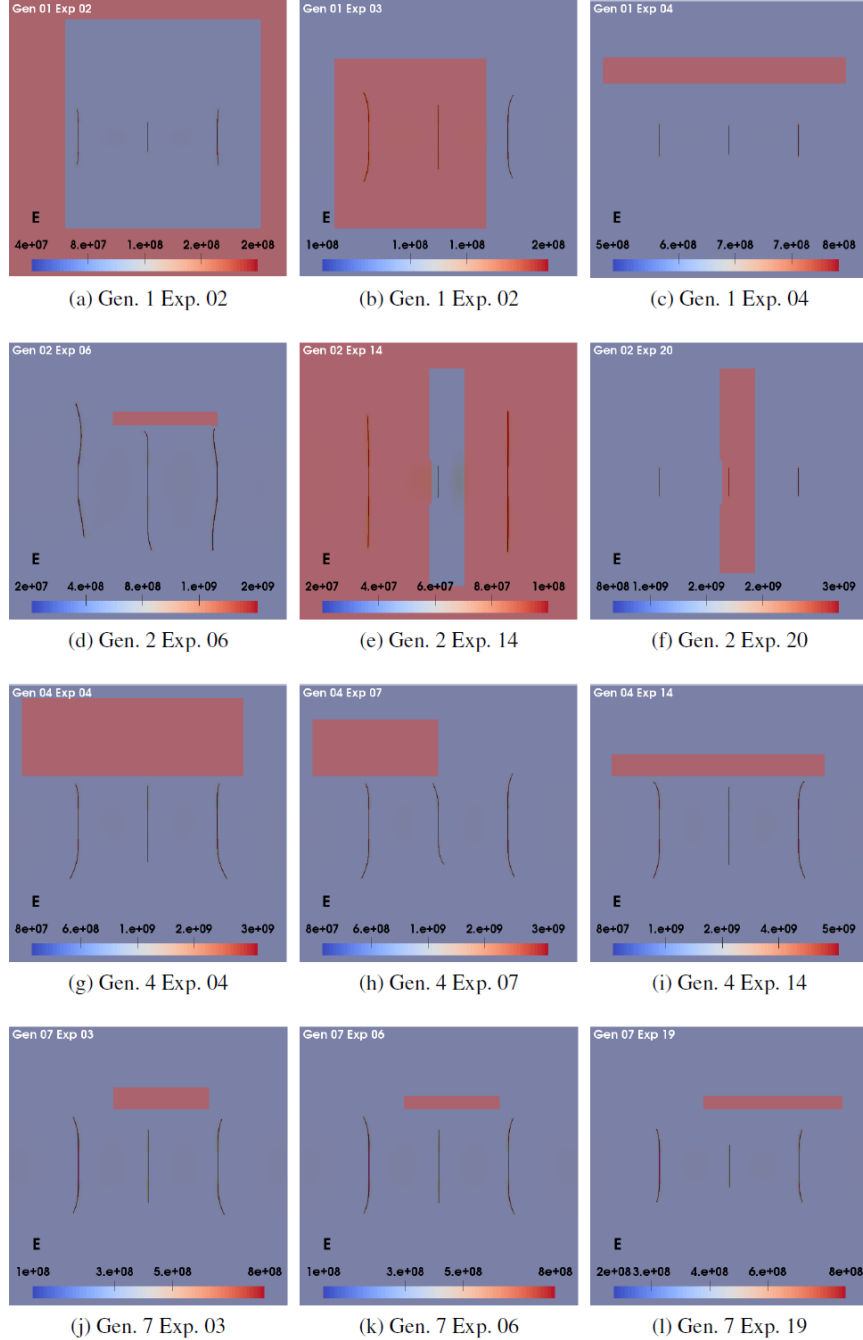 Gen 01 Exp 02
E
4e+07 8.e+07 1.e+08 2.e+08 2e+08
(a) Gen. 1 Exp. 02
Gen 01 Exp 03
E
1e+08 1.e+08 1.e+08 2e+08
(b) Gen. 1 Exp. 02
Gen 01 Exp 04
E
5e+08 6.e+08 7.e+08 7.e+08 8e+08
(c) Gen. 1 Exp. 04
Gen 02 Exp 06
E
2e+07 4.e+08 8.e+08 1.e+09 2e+09
(d) Gen. 2 Exp. 06
Gen 02 Exp 14
E
2e+07 4.e+07 6.e+07 8.e+07 1e+08
(e) Gen. 2 Exp. 14
Gen 02 Exp 20
E
8e+08 1.e+09 2.e+09 2.e+09 3e+09
(f) Gen. 2 Exp. 20
Gen 04 Exp 04
E
8e+07 6.e+08 1.e+09 2.e+09 3e+09
(g) Gen. 4 Exp. 04
Gen 04 Exp 07
E
8e+07 6.e+08 1.e+09 2.e+09 3e+09
(h) Gen. 4 Exp. 07
Gen 04 Exp 14
E
8e+07 1.e+09 2.e+09 4.e+09 5e+09
(i) Gen. 4 Exp. 14
Gen 07 Exp 03
E
1e+08 3.e+08 5.e+08 8e+08
(j) Gen. 7 Exp. 03
Gen 07 Exp 06
E
1e+08 3.e+08 5.e+08 8e+08
(k) Gen. 7 Exp. 06
Gen 07 Exp 19
E
2e+08 3.e+08 4.e+08 6.e+08 8e+08
(l) Gen. 7 Exp. 19